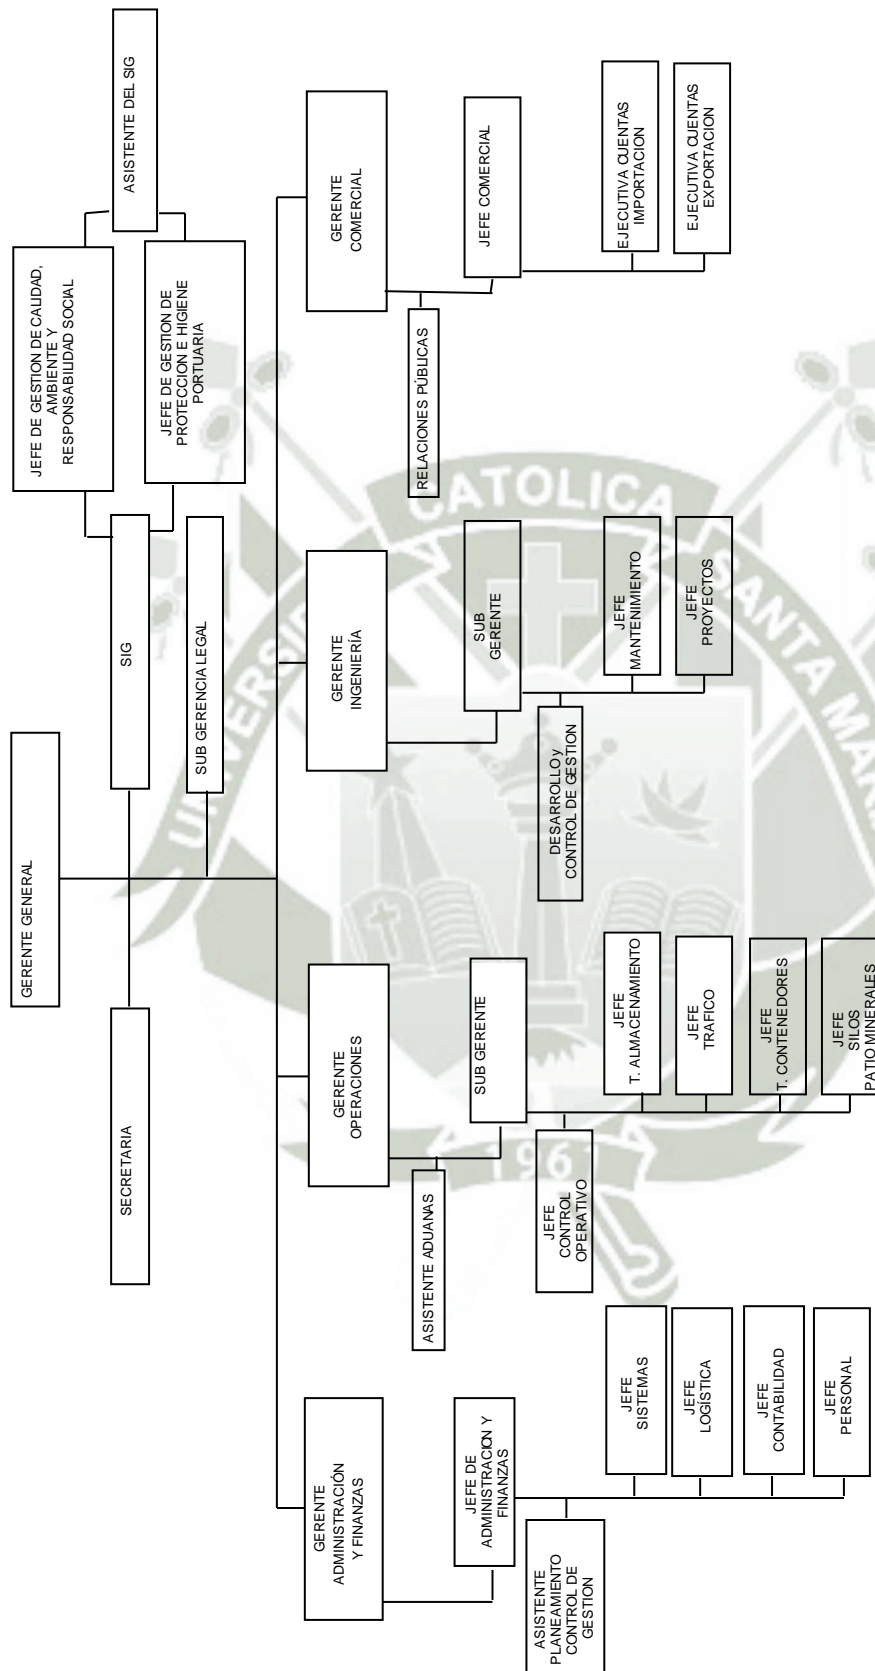 GERENTE GENERAL
SECRETARIA
SIG
JEFE DE GESTION DE CALIDAD,
AMBIENTE Y
RESPONSABILIDAD SOCIAL
JEFE DE GESTION DE
PROTECCION E HIGIENE
PORTUARIA
ASISTENTE DEL SIG
SUB GERENCIA LEGAL
GERENTE
ADMINISTRACIÓN
Y FINANZAS
JEFE DE
ADMINISTRACION Y
FINANZAS
ASISTENTE
PLANEAMIENTO
CONTROL DE
GESTION
JEFE
SISTEMAS
JEFE
LOGÍSTICA
JEFE
CONTABILIDAD
JEFE
PERSONAL
GERENTE
OPERACIONES
ASISTENTE ADUANAS
SUB GERENTE
JEFE
CONTROL
OPERATIVO
JEFE
T. ALMACENAMIENTO
JEFE
TRAFICO
JEFE
T. CONTENEDORES
JEFE
SILOS
PATIO MINERALES
GERENTE
INGENIERÍA
SUB
GERENTE
DESARROLLO y
CONTROL DE GESTION
JEFE
MANTENIMIENTO
JEFE
PROYECTOS
GERENTE
COMERCIAL
RELACIONES PÚBLICAS
JEFE COMERCIAL
EJECUTIVA CUENTAS
IMPORTACION
EJECUTIVA CUENTAS
EXPORTACION
CATOLICA
SANTA